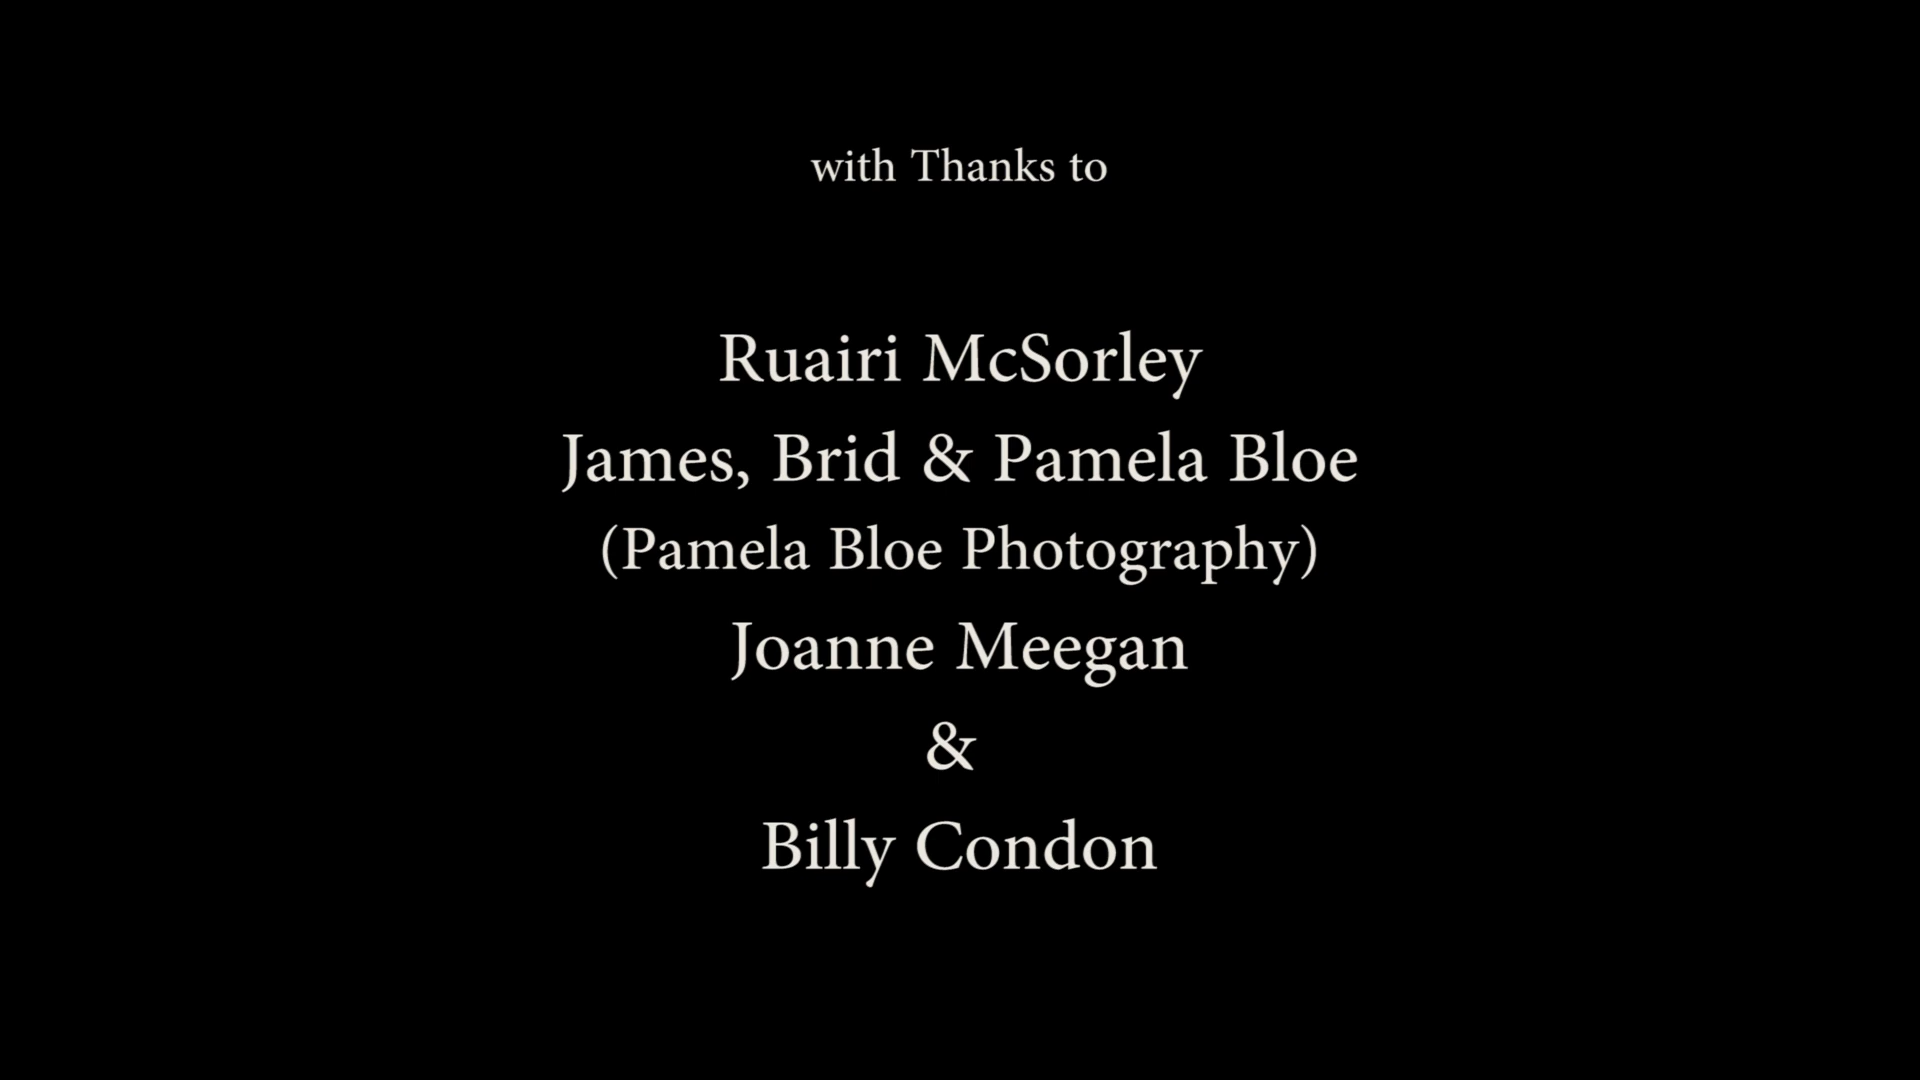 with Thanks to
Ruairi McSorley
James, Brid & Pamela Bloe
(Pamela Bloe Photography)
Joanne Meegan
&
Billy Condon